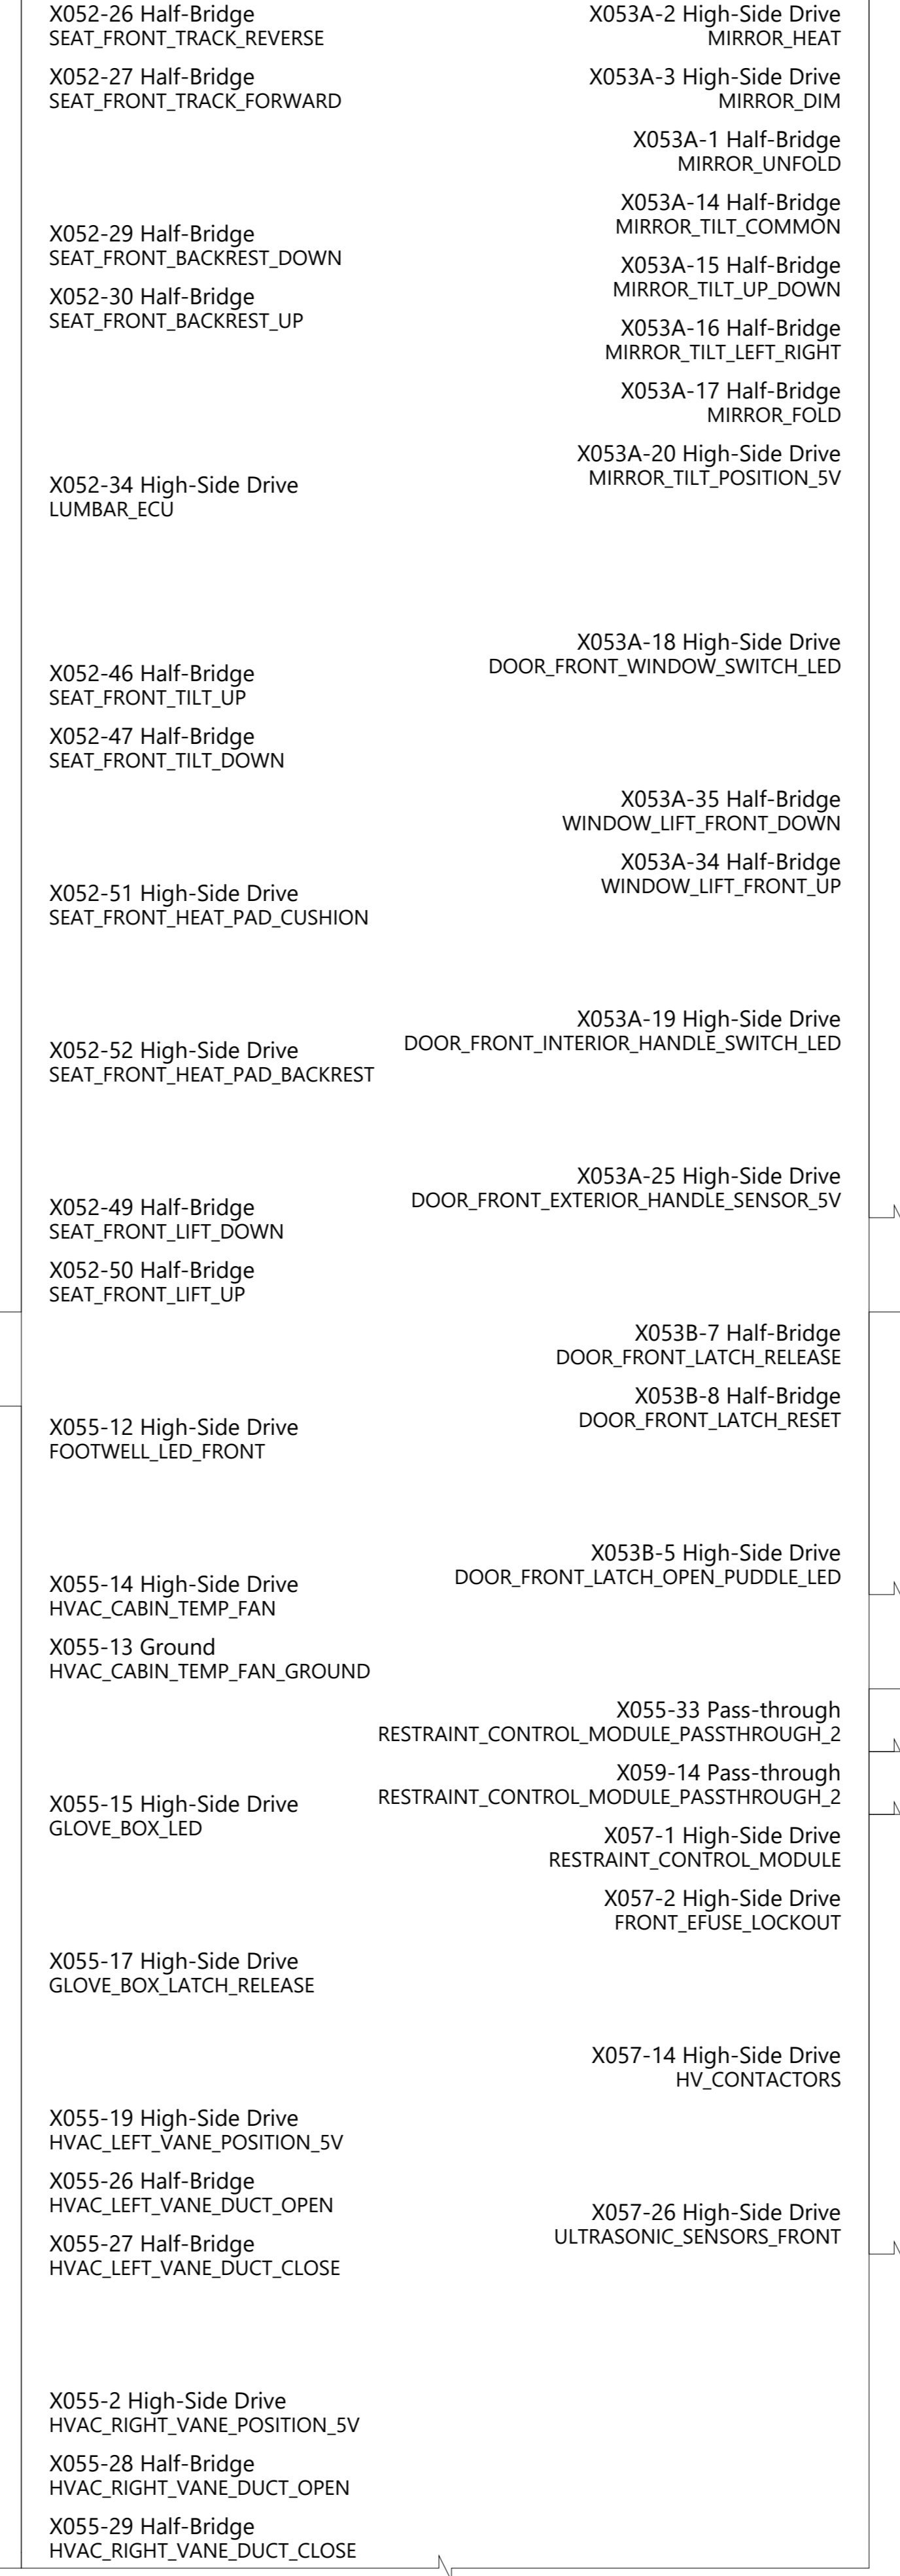 X052-26 Half-Bridge
SEAT_FRONT_TRACK_REVERSE
X052-27 Half-Bridge
SEAT_FRONT_TRACK_FORWARD
X052-29 Half-Bridge
SEAT_FRONT_BACKREST_DOWN
X052-30 Half-Bridge
SEAT_FRONT_BACKREST_UP
X052-34 High-Side Drive
LUMBAR_ECU
X052-46 Half-Bridge
SEAT_FRONT_TILT_UP
X052-47 Half-Bridge
SEAT_FRONT_TILT_DOWN
X052-51 High-Side Drive
SEAT_FRONT_HEAT_PAD_CUSHION
X052-52 High-Side Drive
SEAT_FRONT_HEAT_PAD_BACKREST
X052-49 Half-Bridge
SEAT_FRONT_LIFT_DOWN
X052-50 Half-Bridge
SEAT_FRONT_LIFT_UP
X055-12 High-Side Drive
FOOTWELL_LED_FRONT
X055-14 High-Side Drive
HVAC_CABIN_TEMP_FAN
X055-13 Ground
HVAC_CABIN_TEMP_FAN_GROUND
X055-15 High-Side Drive
GLOVE_BOX_LED
X055-17 High-Side Drive
GLOVE_BOX_LATCH_RELEASE
X055-19 High-Side Drive
HVAC_LEFT_VANE_POSITION_5V
X055-26 Half-Bridge
HVAC_LEFT_VANE_DUCT_OPEN
X055-27 Half-Bridge
HVAC_LEFT_VANE_DUCT_CLOSE
X055-2 High-Side Drive
HVAC_RIGHT_VANE_POSITION_5V
X055-28 Half-Bridge
HVAC_RIGHT_VANE_DUCT_OPEN
X055-29 Half-Bridge
HVAC_RIGHT_VANE_DUCT_CLOSE
X053A-2 High-Side Drive
MIRROR_HEAT
X053A-3 High-Side Drive
MIRROR_DIM
X053A-1 Half-Bridge
MIRROR_UNFOLD
X053A-14 Half-Bridge
MIRROR_TILT_COMMON
X053A-15 Half-Bridge
MIRROR_TILT_UP_DOWN
X053A-16 Half-Bridge
MIRROR_TILT_LEFT_RIGHT
X053A-17 Half-Bridge
MIRROR_FOLD
X053A-20 High-Side Drive
MIRROR_TILT_POSITION_5V
X053A-18 High-Side Drive
DOOR_FRONT_WINDOW_SWITCH_LED
X053A-35 Half-Bridge
WINDOW_LIFT_FRONT_DOWN
X053A-34 Half-Bridge
WINDOW_LIFT_FRONT_UP
X053A-19 High-Side Drive
DOOR_FRONT_INTERIOR_HANDLE_SWITCH_LED
X053A-25 High-Side Drive
DOOR_FRONT_EXTERIOR_HANDLE_SENSOR_5V
X053B-7 Half-Bridge
DOOR_FRONT_LATCH_RELEASE
X053B-8 Half-Bridge
DOOR_FRONT_LATCH_RESET
X053B-5 High-Side Drive
DOOR_FRONT_LATCH_OPEN_PUDDLE_LED
X055-33 Pass-through
RESTRAINT_CONTROL_MODULE_PASSTHROUGH_2
X059-14 Pass-through
RESTRAINT_CONTROL_MODULE_PASSTHROUGH_2
X057-1 High-Side Drive
RESTRAINT_CONTROL_MODULE
X057-2 High-Side Drive
FRONT_EFUSE_LOCKOUT
X057-14 High-Side Drive
HV_CONTACTORS
X057-26 High-Side Drive
ULTRASONIC_SENSORS_FRONT